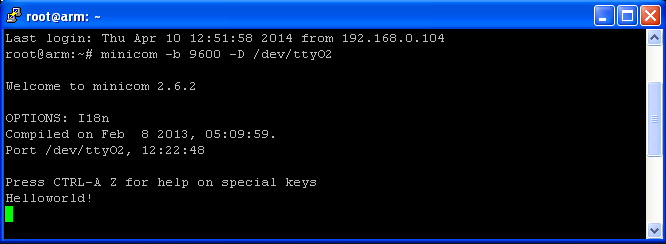 root@arm: ~
Last login: Thu Apr 10 12:51:58 2014 from 192.168.0.104
root@arm:~# minicom -b 9600 -D /dev/ttyO2
Welcome to minicom 2.6.2
OPTIONS: I18n
Compiled on Feb  8 2013, 05:09:59.
Port /dev/ttyO2, 12:22:48
Press CTRL-A Z for help on special keys
Helloworld!